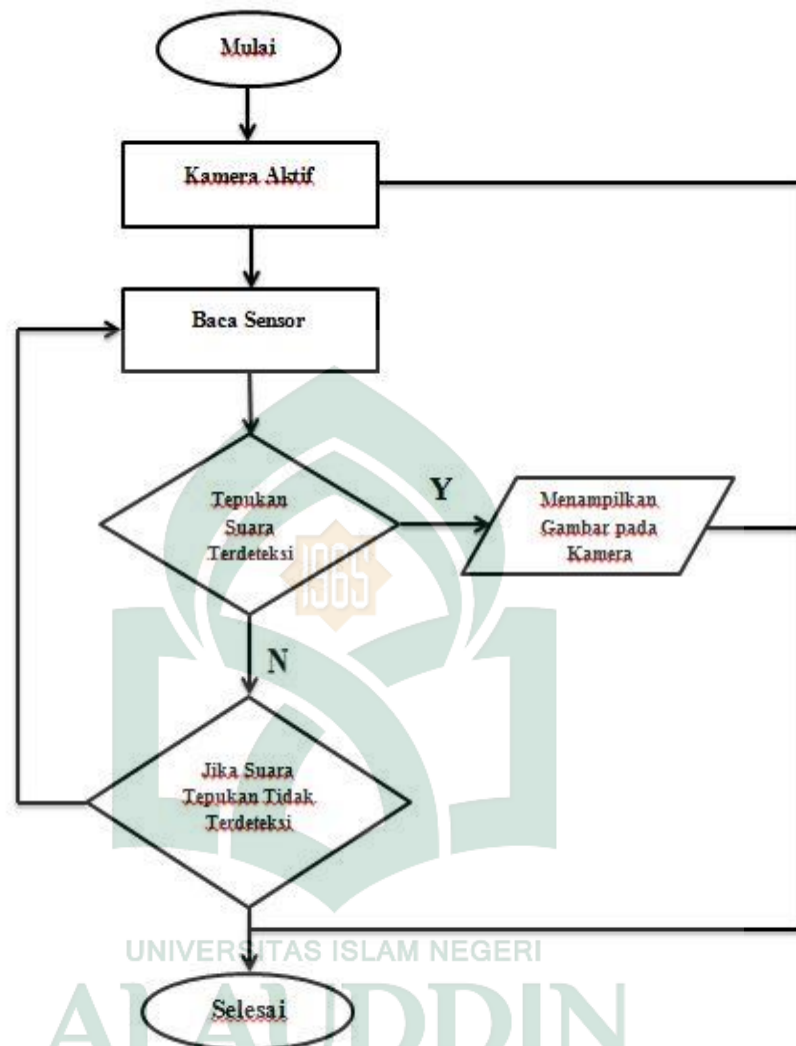 Mulai
Kamera Aktif
Baca Sensor
Tepukan
Suara
Terdeteksi
Y
Menampilkan
Gambar pada
Kamera
1965
N
Jika Suara
Tepukan Tidak
Terdeteksi
UNIVERSITAS ISLAM NEGERI
ALAUDDIN
Selesai